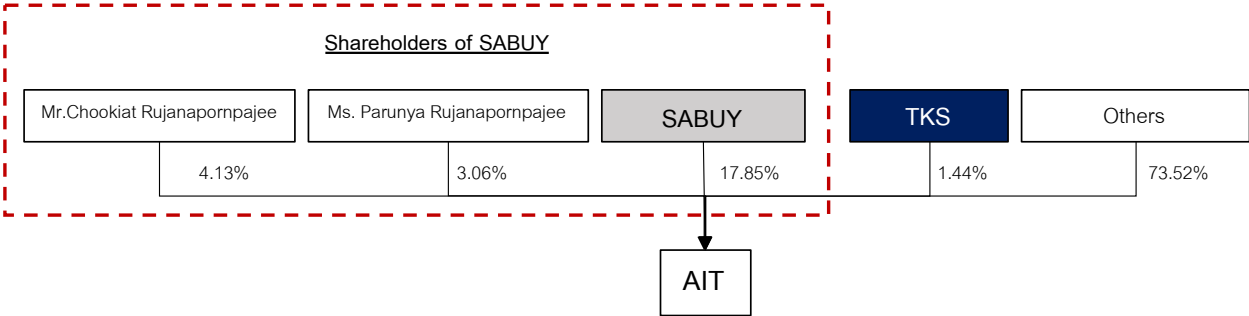 Shareholders of SABUY
Mr.Chookiat Rujanapornpajee
Ms. Parunya Rujanapornpajee
SABUY
TKS
Others
4.13%
3.06%
17.85%
1.44%
73.52%
AIT